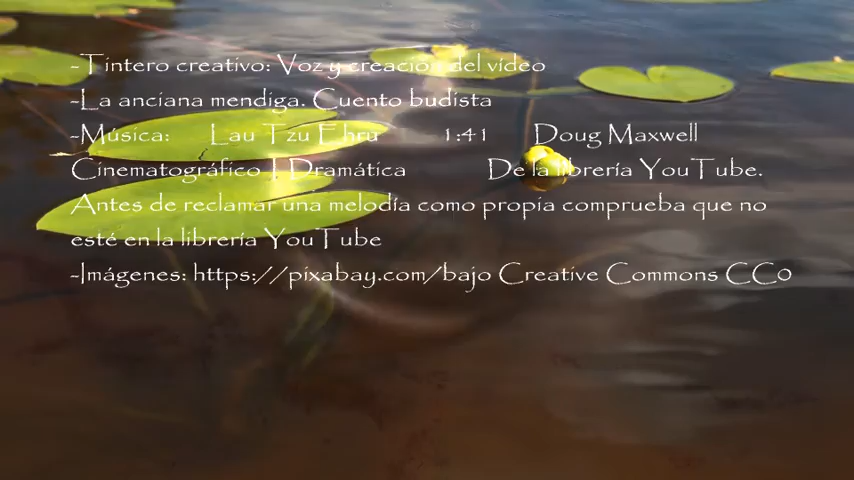 -Tintero creativo: Voz y creación del vídeo
-La anciana mendiga. Cuento budista
-Música: Lau Tzu Ehru 1:41 Doug Maxwell
Cinematográfico | Dramática De la librería YouTube.
Antes de reclamar una melodía como propia comprueba que no
esté en la librería YouTube
-Imágenes: https://pixabay.com/bajo Creative Commons CC0